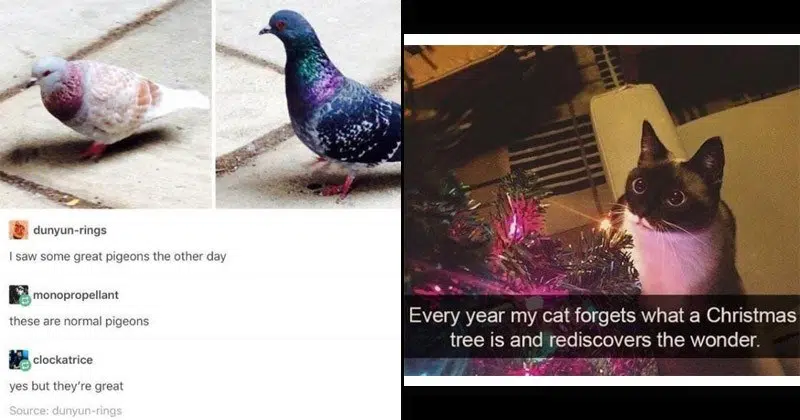 dunyun-rings
I saw some great pigeons the other day
monopropellant
these are normal pigeons
clockatrice
yes but they're great
Source: dunyun-rings
Every year my cat forgets what a Christmas
tree is and rediscovers the wonder.